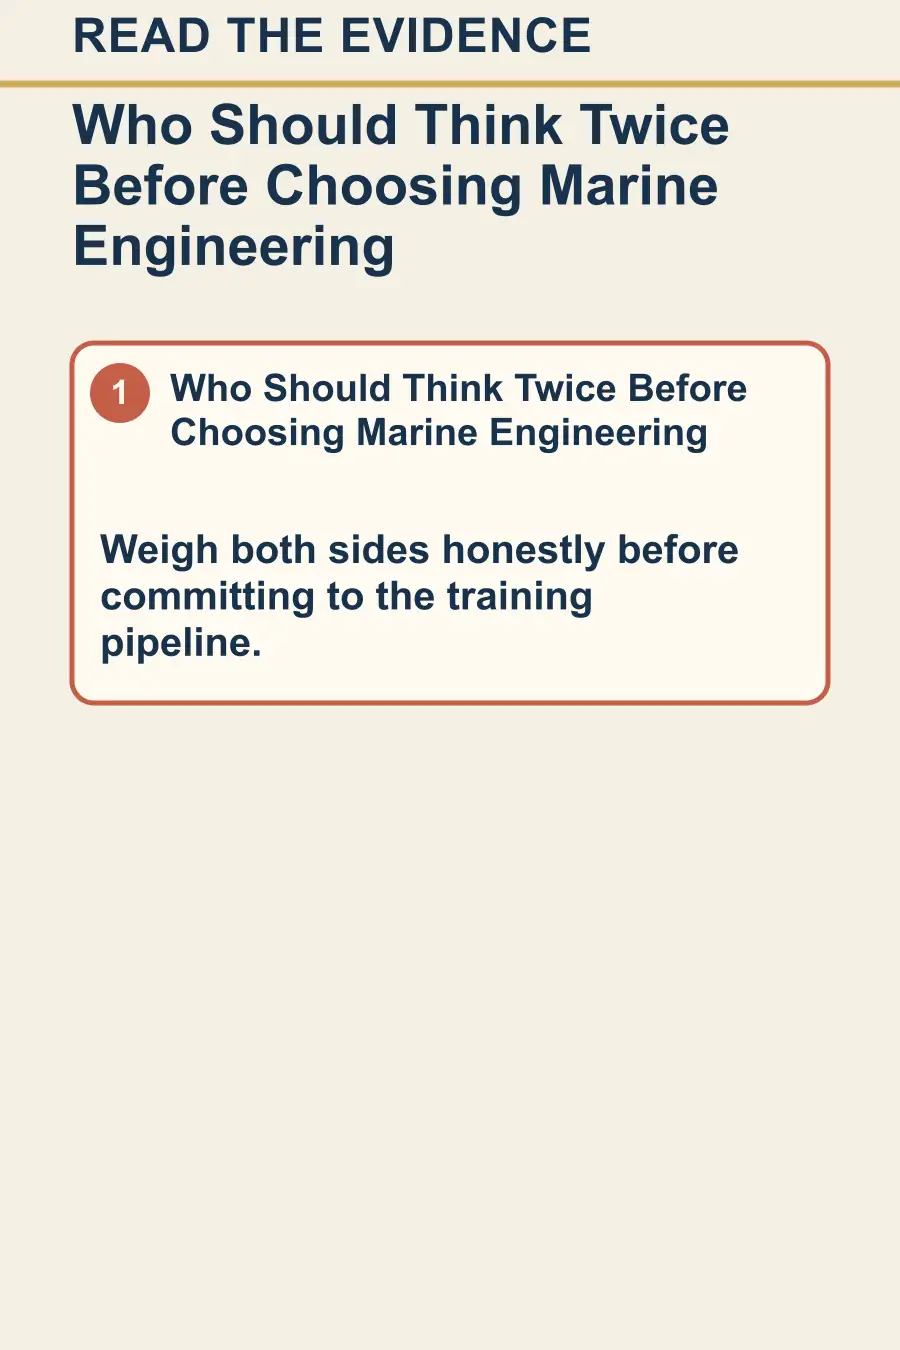 READ THE EVIDENCE
Who Should Think Twice
Before Choosing Marine
Engineering
1
Who Should Think Twice Before
Choosing Marine Engineering
Weigh both sides honestly before
committing to the training
pipeline.